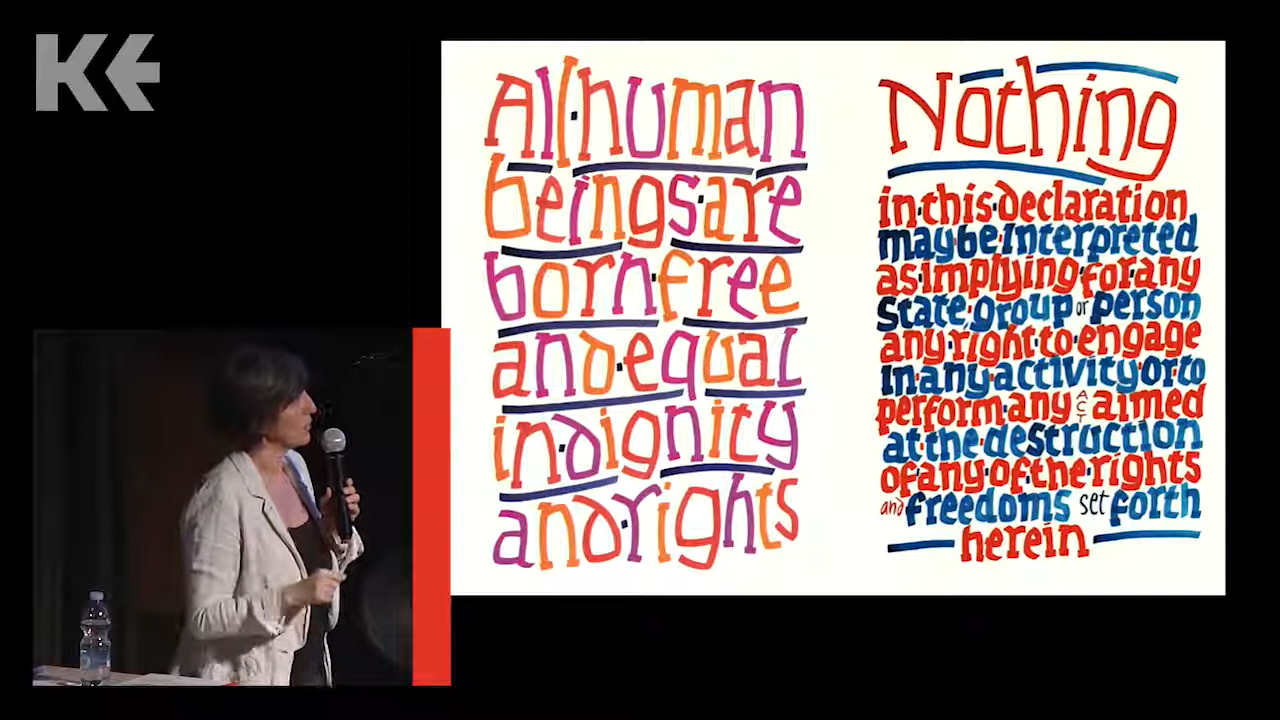 KE
All·human
beings·are
born·free
and·equal
in·dignity
and·rights
Nothing
in·this·declaration
may·be·Interpreted
as·Implying·for·any
State·group or person
any·right·to·engage
In·any·activity·or·to
perform·any ACT aimed
at·the·destruction
of·any·of·the·rights
and freedoms set forth
herein